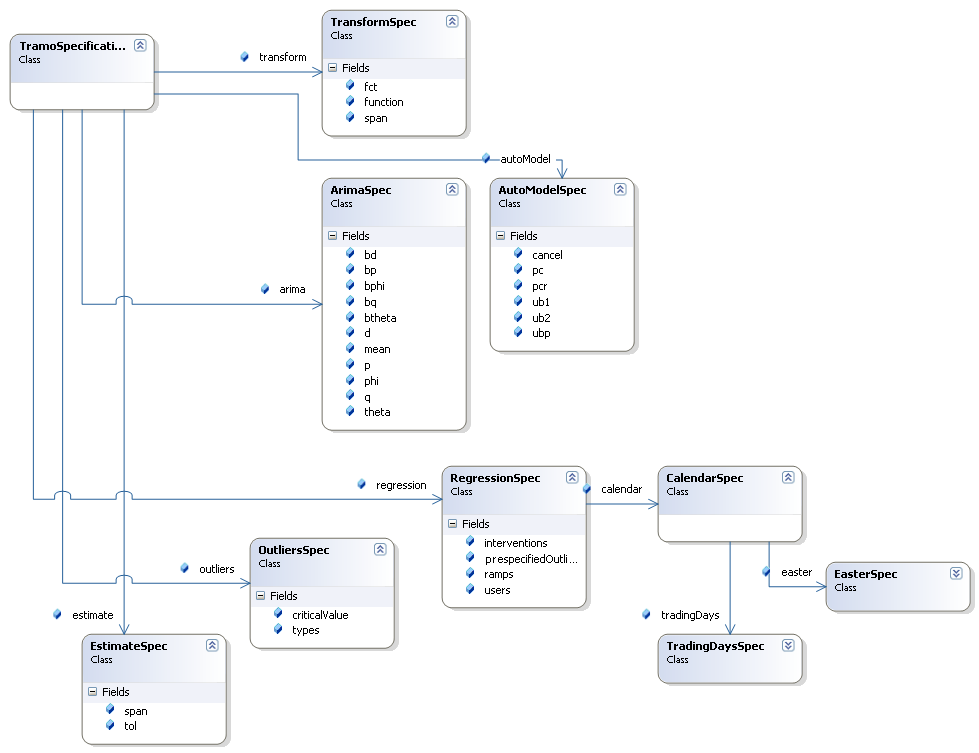 TramoSpecificati...
Class
transform
TransformSpec
Class
Fields
fct
function
span
autoModel
ArimaSpec
Class
Fields
bd
bp
bphi
bq
btheta
d
mean
p
phi
q
theta
AutoModelSpec
Class
Fields
cancel
pc
pcr
ub1
ub2
ubp
arima
regression
RegressionSpec
Class
Fields
interventions
prespecifiedOutli...
ramps
users
calendar
CalendarSpec
Class
outliers
OutliersSpec
Class
Fields
criticalValue
types
easter
EasterSpec
Class
estimate
EstimateSpec
Class
Fields
span
tol
tradingDays
TradingDaysSpec
Class